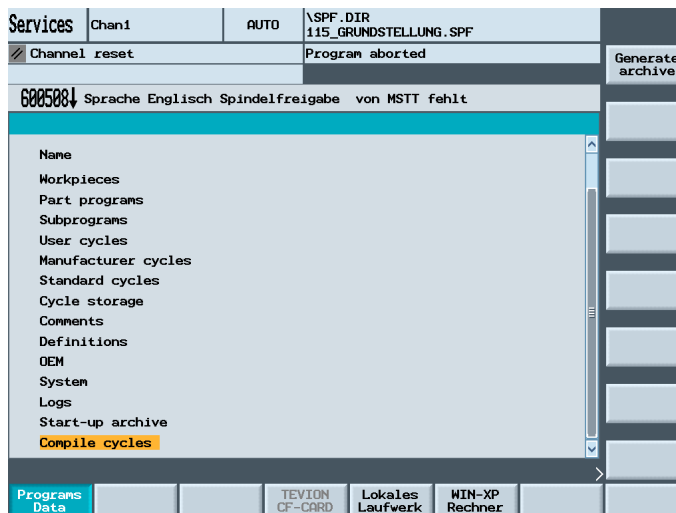 Services Chan1 AUTO \SPF.DIR
115_GRUNDSTELLUNG.SPF
Channel reset Program aborted
Generate
archive
600508↓ Sprache Englisch Spindelfreigabe von MSTT fehlt
Name
Workpieces
Part programs
Subprograms
User cycles
Manufacturer cycles
Standard cycles
Cycle storage
Comments
Definitions
OEM
System
Logs
Start-up archive
Compile cycles
Programs
Data
TEVION
CF-CARD
Lokales
Laufwerk
WIN-XP
Rechner